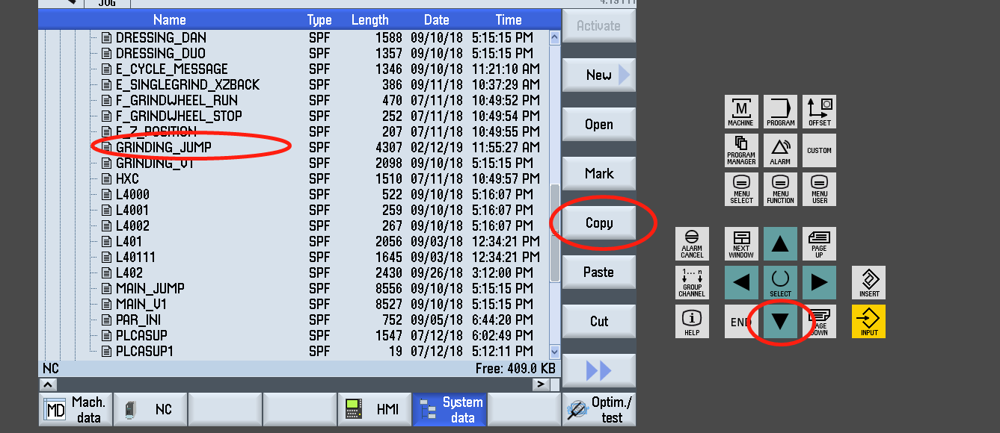 JOG
Name Type Length Date Time
DRESSING_DAN SPF 1588 09/10/18 5:15:15 PM
DRESSING_DUO SPF 1357 09/10/18 5:15:15 PM
E_CYCLE_MESSAGE SPF 1346 09/10/18 11:21:10 AM
E_SINGLEGRIND_XZBACK SPF 386 09/11/18 10:37:29 AM
F_GRINDWHEEL_RUN SPF 470 07/11/18 10:49:52 PM
F_GRINDWHEEL_STOP SPF 252 07/11/18 10:49:54 PM
F_Z_POSITION SPF 207 07/11/18 10:49:55 PM
GRINDING_JUMP SPF 4307 02/12/19 11:55:27 AM
GRINDING_V1 SPF 2098 09/10/18 5:15:15 PM
HXC SPF 1510 07/11/18 10:49:57 PM
L4000 SPF 522 09/10/18 5:16:07 PM
L4001 SPF 259 09/10/18 5:16:07 PM
L4002 SPF 267 09/10/18 5:16:07 PM
L401 SPF 2056 09/03/18 12:34:21 PM
L40111 SPF 1645 09/03/18 12:34:21 PM
L402 SPF 2430 09/26/18 3:12:00 PM
MAIN_JUMP SPF 8556 09/10/18 5:15:15 PM
MAIN_V1 SPF 8527 09/10/18 5:15:15 PM
PAR_INI SPF 752 09/05/18 6:44:20 PM
PLCASUP SPF 1547 07/12/18 6:02:49 PM
PLCASUP1 SPF 19 07/12/18 5:12:11 PM
NC Free: 409.0 KB
Activate
New
Open
Mark
Copy
Paste
Cut
MD Mach.
data
NC
HMI
System
data
Optim./
test
M
MACHINE
PROGRAM
OFFSET
PROGRAM
MANAGER
ALARM
CUSTOM
MENU
SELECT
MENU
FUNCTION
MENU
USER
ALARM
CANCEL
NEXT
WINDOW
PAGE
UP
1... n
GROUP
CHANNEL
SELECT
INSERT
i
HELP
END
PAGE
DOWN
INPUT